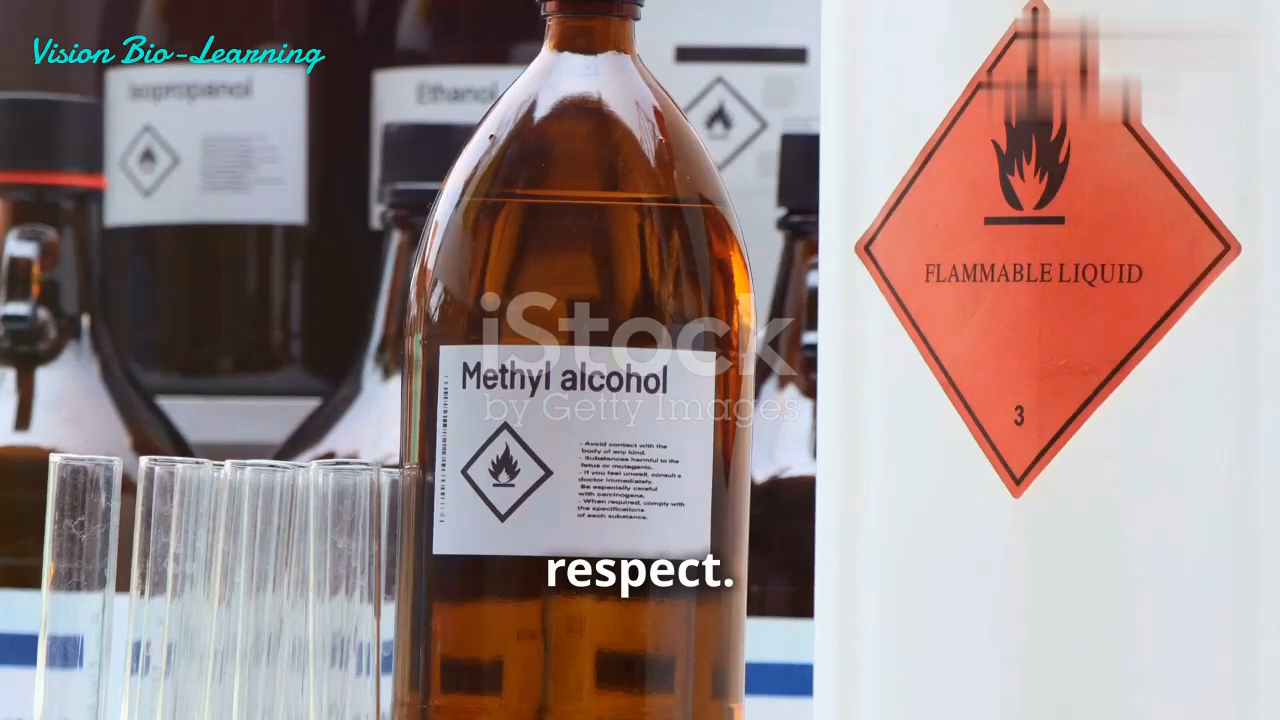 Vision Bio-Learning
Isopropanol
Ethanol
FLAMMABLE LIQUID
3
iStock
by Getty Images
Methyl alcohol
- Avoid contact with the
body of any kind.
- Substances harmful to the
fetus or mutagenic.
- If you feel unwell, consult a
doctor immediately.
Be especially careful
with carcinogens.
- When required, comply with
the specifications
of each substance.
respect.